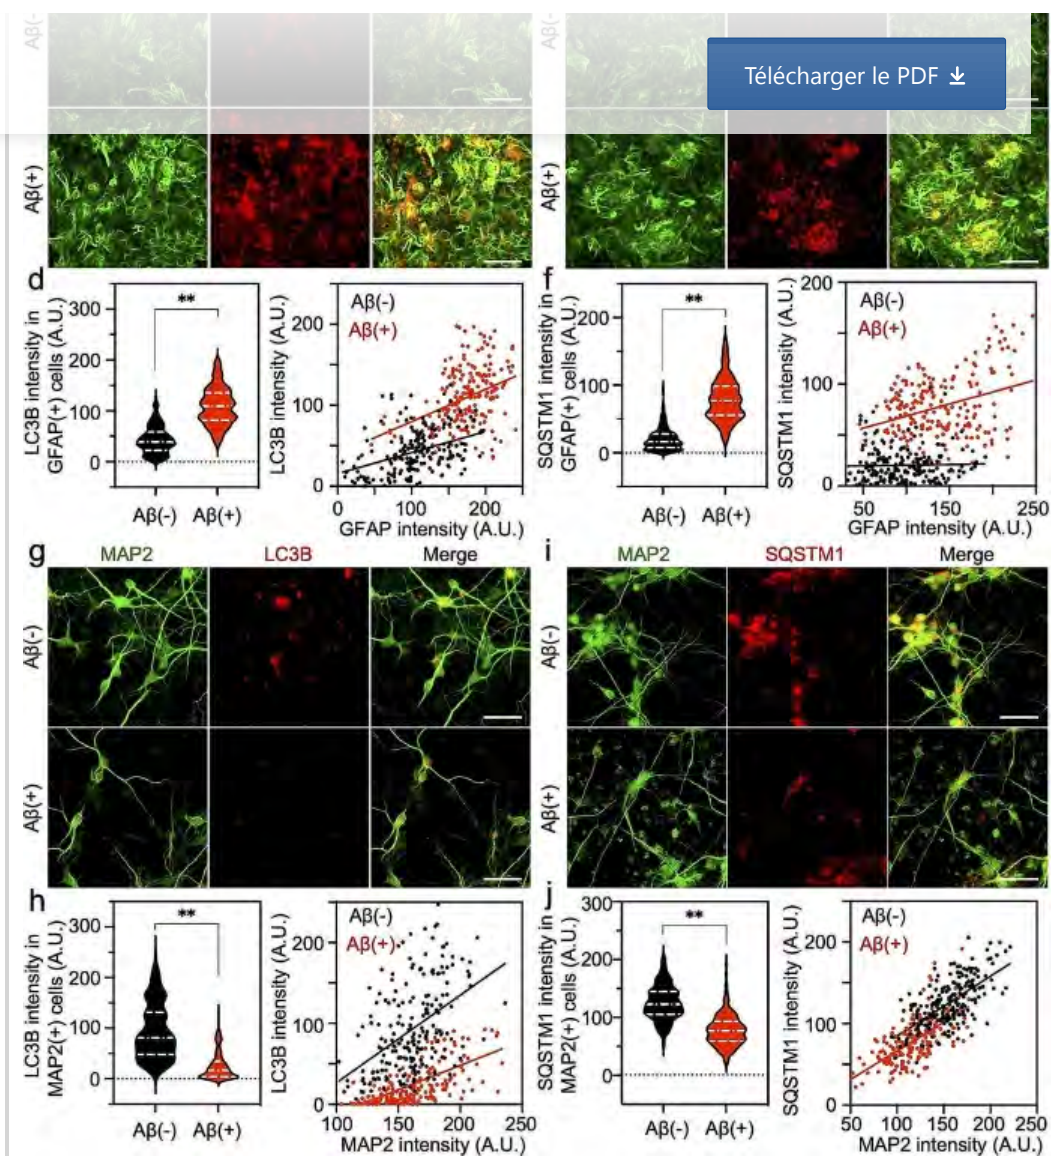 Aβ(-
Aβ(-
Télécharger le PDF
Aβ(+)
Aβ(+)
d
LC3B intensity in
GFAP(+) cells (A.U.)
300
200
100
0
**
Aβ(-)
Aβ(+)
LC3B intensity (A.U.)
200
100
0
Aβ(-)
Aβ(+)
0
100
200
GFAP intensity (A.U.)
f
SQSTM1 intensity in
GFAP(+) cells (A.U.)
200
100
0
**
Aβ(-)
Aβ(+)
SQSTM1 intensity (A.U.)
200
100
0
Aβ(-)
Aβ(+)
50
150
250
GFAP intensity (A.U.)
g
MAP2
LC3B
Merge
Aβ(-)
Aβ(+)
i
MAP2
SQSTM1
Merge
Aβ(-)
Aβ(+)
h
LC3B intensity in
MAP2(+) cells (A.U.)
300
200
100
0
**
Aβ(-)
Aβ(+)
LC3B intensity (A.U.)
200
100
0
Aβ(-)
Aβ(+)
100
150
200
250
MAP2 intensity (A.U.)
j
SQSTM1 intensity in
MAP2(+) cells (A.U.)
300
200
100
0
**
Aβ(-)
Aβ(+)
SQSTM1 intensity (A.U.)
200
100
0
Aβ(-)
Aβ(+)
50
100
150
200
250
MAP2 intensity (A.U.)